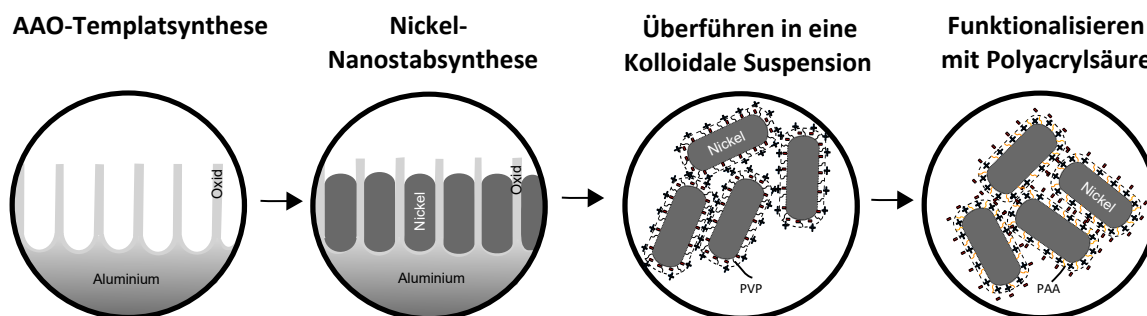 AAO-Templatsynthese
Nickel-
Nanostabsynthese
Überführen in eine
Kolloidale Suspension
Funktionalisieren
mit Polyacrylsäure
Oxid
Aluminium
Oxid
Nickel
Aluminium
Nickel
PVP
Nickel
PAA